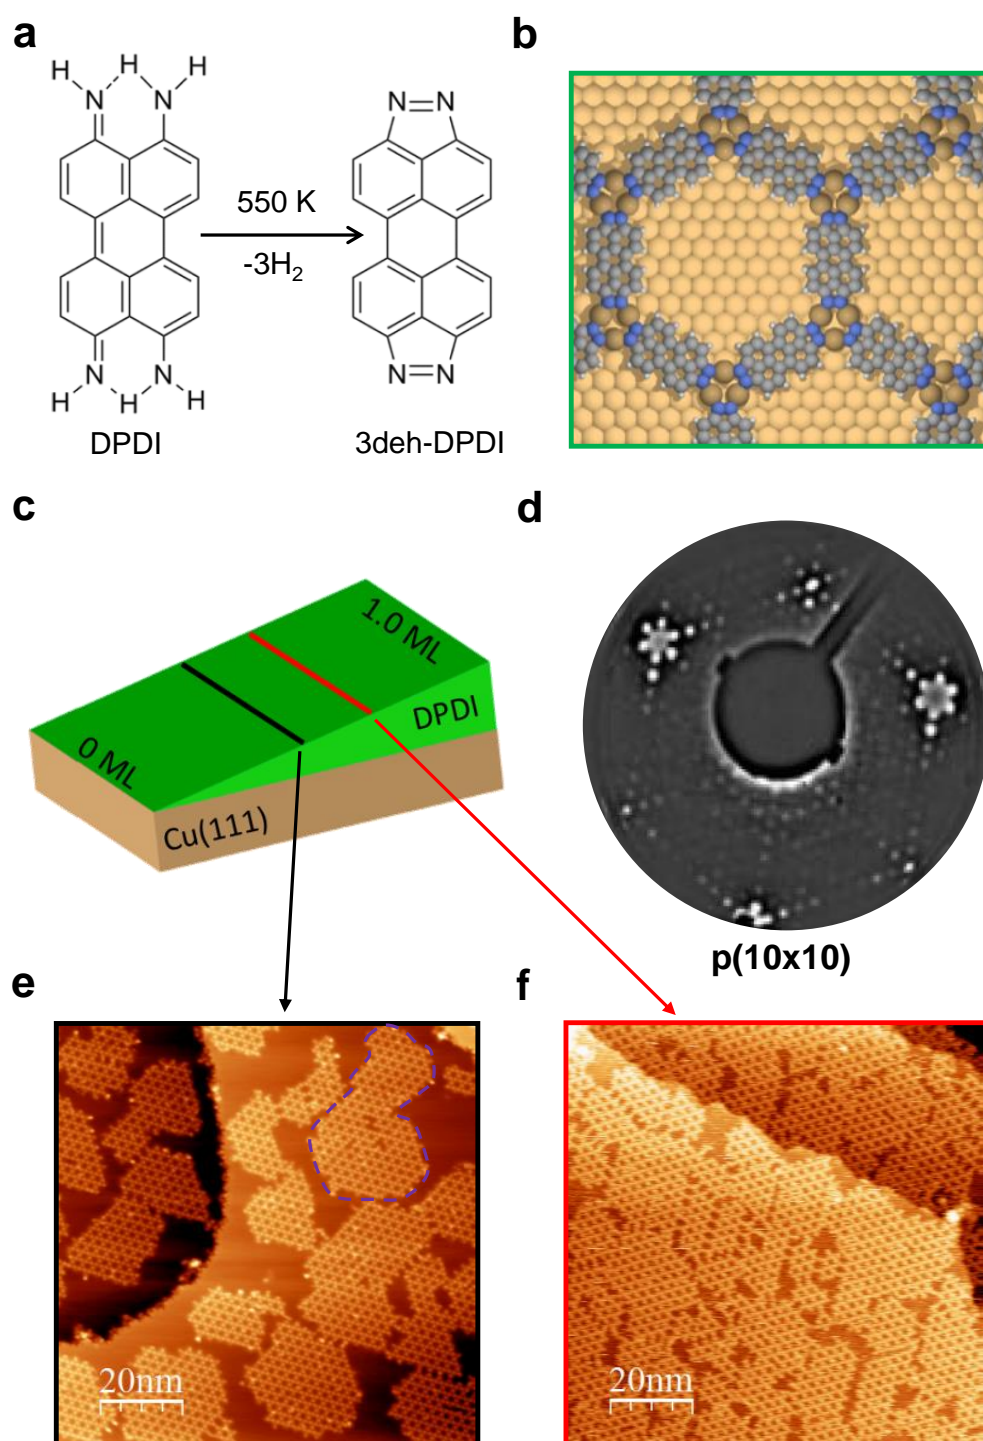 a
b
H H H
N N
550 K
-3H₂
N=N
N N
H H H
N=N
DPDI
3deh-DPDI
c
d
1.0 ML
DPDI
0 ML
Cu(111)
p(10x10)
e
f
20nm
20nm